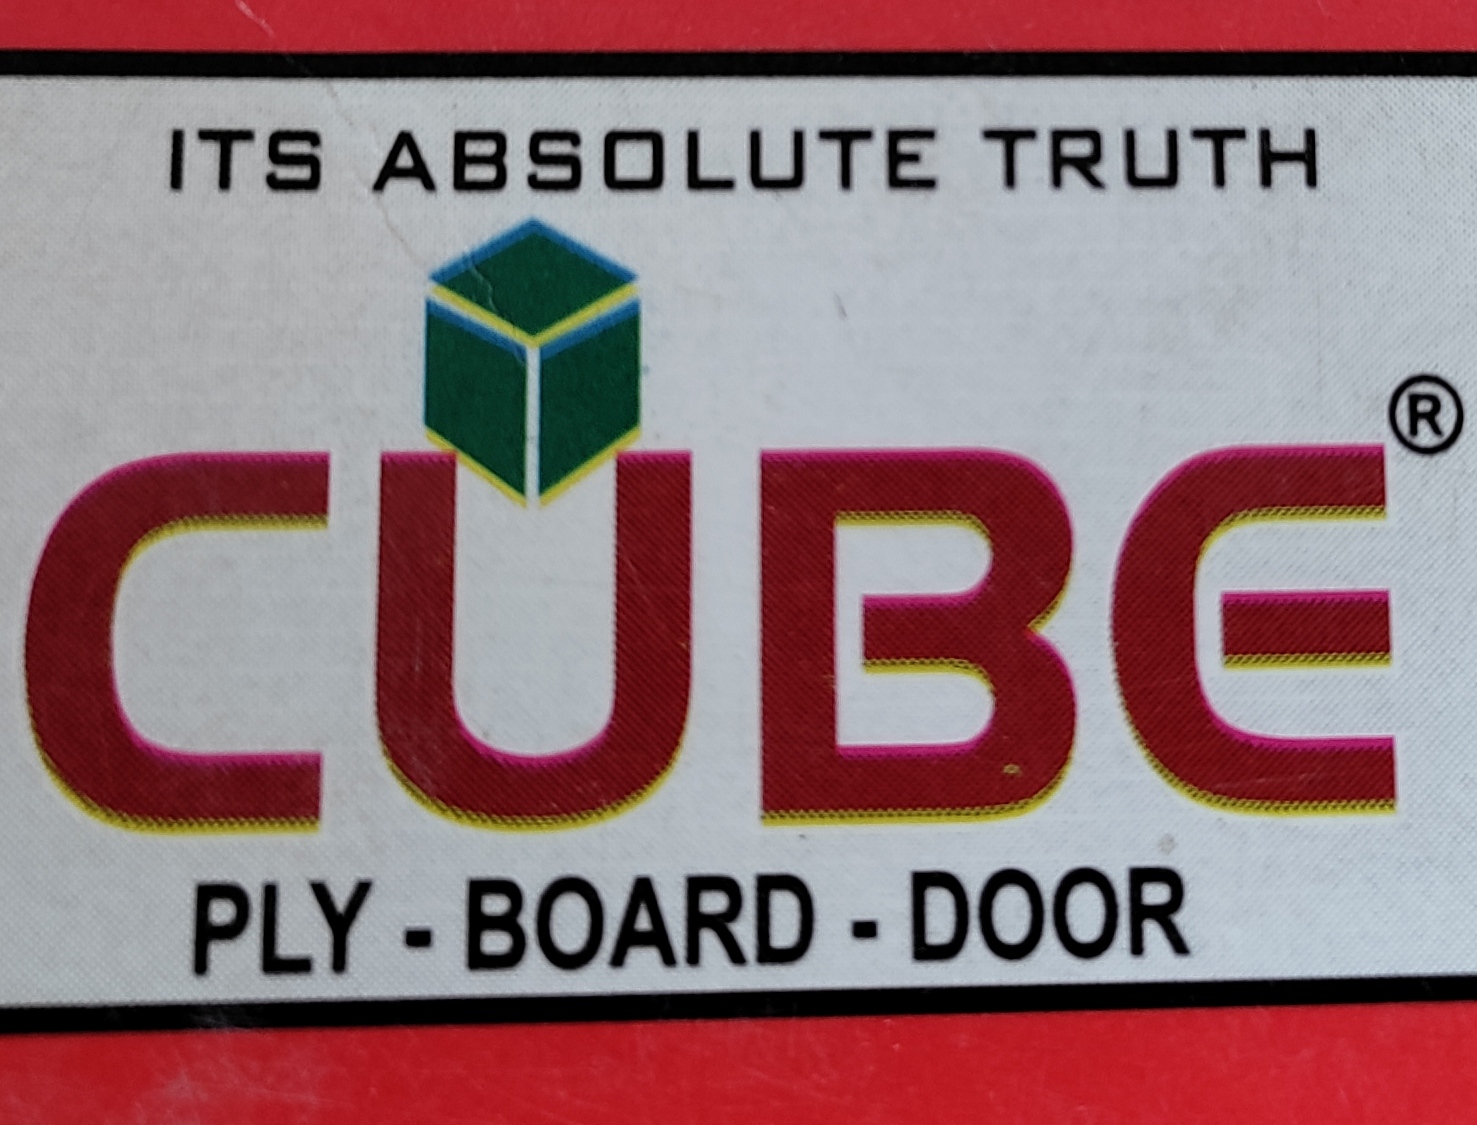 ITS ABSOLUTE TRUTH
CUBE®
PLY - BOARD - DOOR